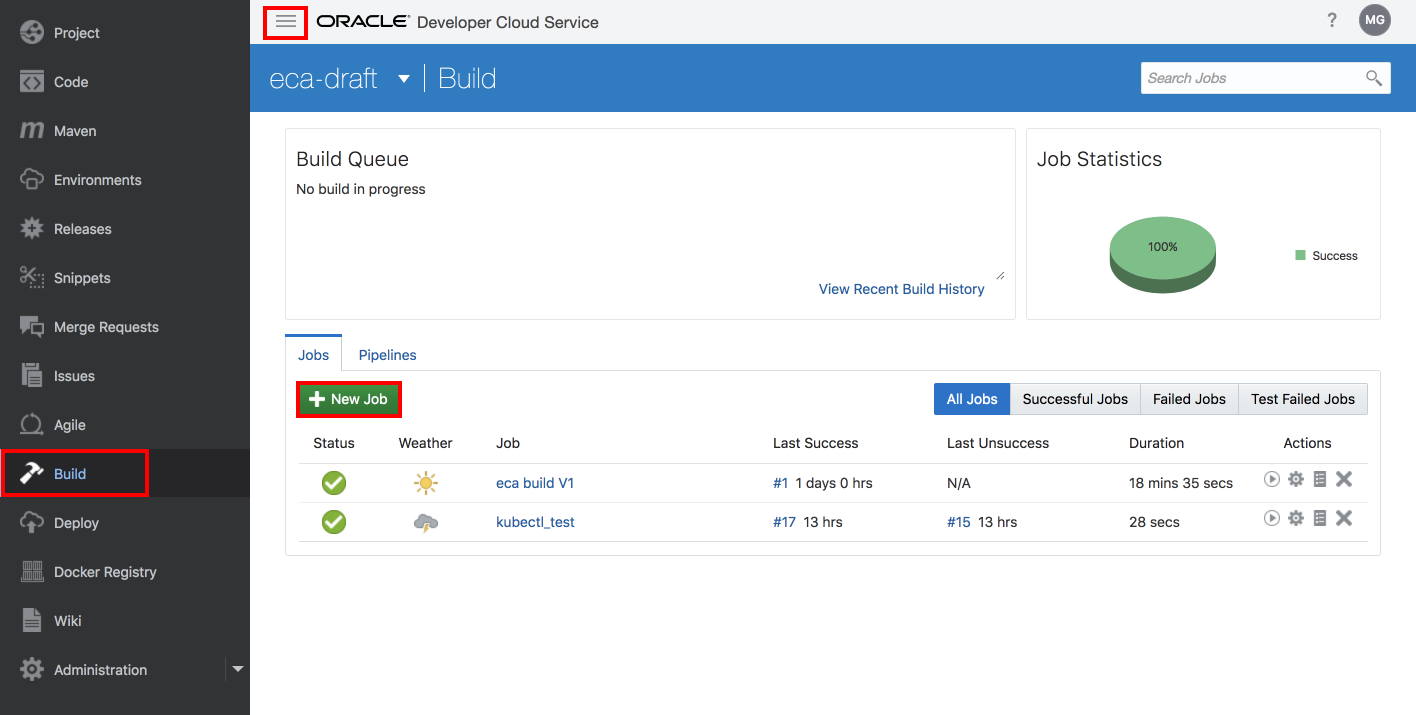 Project
Code
Maven
Environments
Releases
Snippets
Merge Requests
Issues
Agile
Build
Deploy
Docker Registry
Wiki
Administration
ORACLE® Developer Cloud Service
? MG
eca-draft Build
Search Jobs
Build Queue
No build in progress
View Recent Build History
Job Statistics
100%
Success
Jobs Pipelines
New Job
All Jobs Successful Jobs Failed Jobs Test Failed Jobs
Status Weather Job Last Success Last Unsuccess Duration Actions
eca build V1 #1 1 days 0 hrs N/A 18 mins 35 secs
kubectl_test #17 13 hrs #15 13 hrs 28 secs